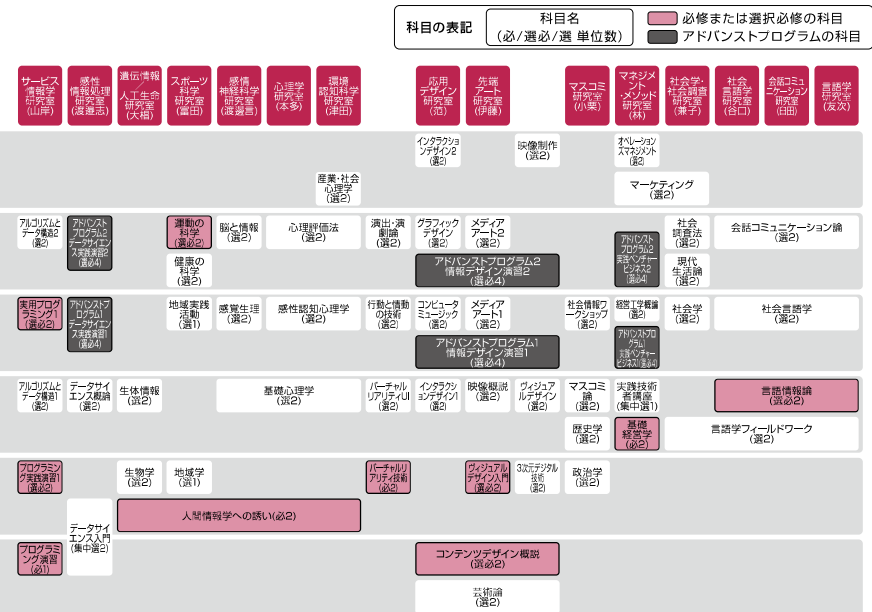 科目の表記
科目名
(必/選必/選 単位数)
必修または選択必修の科目
アドバンストプログラムの科目
サービス
情報学
研究室
(山岸)
感性
情報処理
研究室
(渡邉志)
遺伝情報
／
人工生命
研究室
(大椙)
スポーツ
科学
研究室
(富田)
感情
神経科学
研究室
(渡邊言)
心理学
研究室
(本多)
環境
認知科学
研究室
(津田)
応用
デザイン
研究室
(范)
先端
アート
研究室
(伊藤)
マスコミ
研究室
(小栗)
マネジメ
ント・
メソッド
研究室
(林)
社会学・
社会調査
研究室
(兼子)
社会
言語学
研究室
(谷口)
会話コミュ
ニケーション
研究室
(臼田)
言語学
研究室
(友次)
インタラクショ
ンデザイン2
(選2)
映像制作
(選2)
オペレーション
ズマネジメント
(選2)
産業・社会
心理学
(選2)
マーケティング
(選2)
アルゴリズムと
データ構造2
(選2)
アドバンスト
プログラム2
データサイエン
ス実践演習2
(選必4)
運動の
科学
(選必2)
脳と情報
(選2)
心理評価法
(選2)
演出・演
劇論
(選2)
グラフィック
デザイン
(選2)
メディア
アート2
(選2)
アドバンスト
プログラム2
実践ベンチャー
ビジネス2
(選必4)
社会
調査法
(選2)
会話コミュニケーション論
(選2)
健康の
科学
(選2)
アドバンストプログラム2
情報デザイン演習2
(選必4)
現代
生活論
(選2)
実用プログ
ラミング1
(選必2)
アドバンストプ
ログラム1
データサイエン
ス実践演習1
(選必4)
地域実践
活動
(選1)
感覚生理
(選2)
感性認知心理学
(選2)
行動と情動
の技術
(選2)
コンピュータ
ミュージック
(選2)
メディア
アート1
(選2)
社会情報ワ
ークショップ
(選2)
経営工学概論
(選2)
社会学
(選2)
社会言語学
(選2)
アドバンストプログラム1
情報デザイン演習1
(選必4)
アドバンストプロ
グラム1
実践ベンチャー
ビジネス1(選必4)
アルゴリズムと
データ構造1
(選2)
データサイ
エンス概論
(選2)
生体情報
(選2)
基礎心理学
(選2)
バーチャル
リアリティUI
(選2)
インタラクシ
ョンデザイン1
(選2)
映像概説
(選2)
ヴィジュア
ルデザイン
(選2)
マスコミ
論
(選2)
実践技術
者講座
(集中選1)
言語情報論
(選必2)
歴史学
(選2)
基礎
経営学
(必2)
言語学フィールドワーク
(選2)
プログラミン
グ実践演習1
(選必2)
生物学
(選2)
地域学
(選1)
バーチャルリ
アリティ技術
(必2)
ヴィジュアル
デザイン入門
(選必2)
3次元デジタル
技術
(選2)
政治学
(選2)
データサイ
エンス入門
(集中選2)
人間情報学への誘い(必2)
プログラミ
ング演習
(必1)
コンテンツデザイン概説
(選必2)
芸術論
(選2)